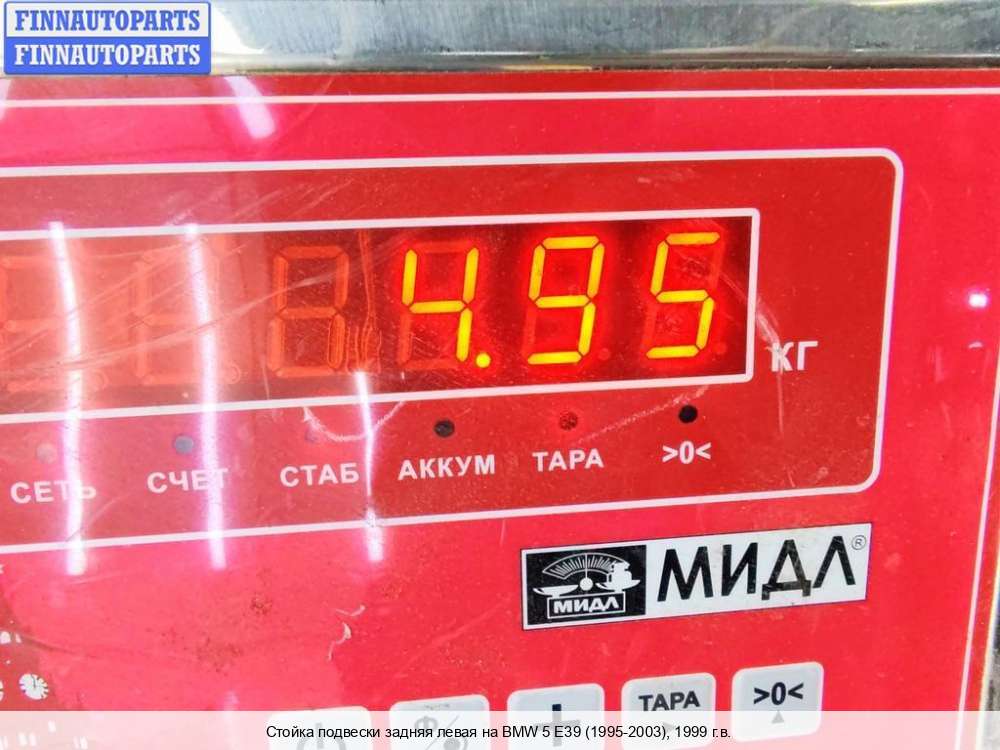 FINNAUTOPARTS
FINNAUTOPARTS
4.95
КГ
СЕТЬ СЧЕТ СТАБ АККУМ ТАРА >0<
МИДЛ МИДЛ®
ТАРА >0<
Стойка подвески задняя левая на BMW 5 E39 (1995-2003), 1999 г.в.